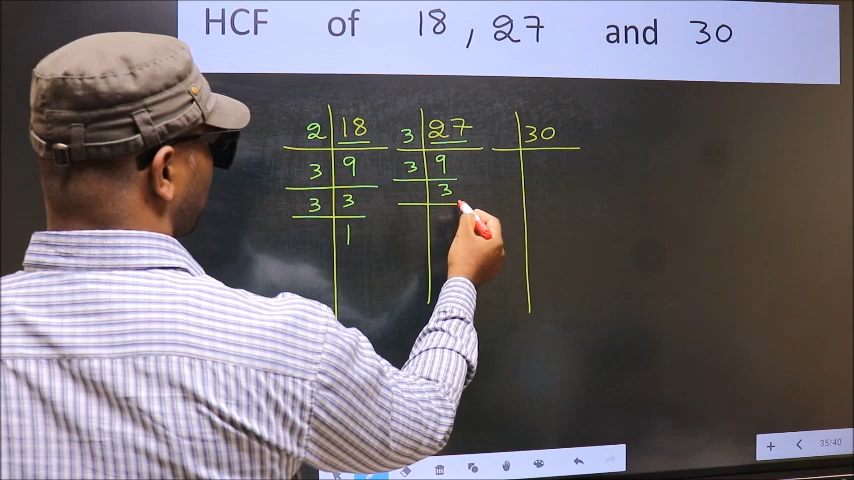 HCF of 18, 27 and 30
2 18 3 27 30
3 9 3 9
3 3 3
1
35/40